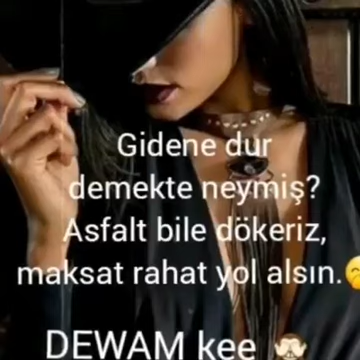 Gidene dur
demekte neymiş?
Asfalt bile dökeriz,
maksat rahat yol alsın.🤭
DEWAM kee 🙈